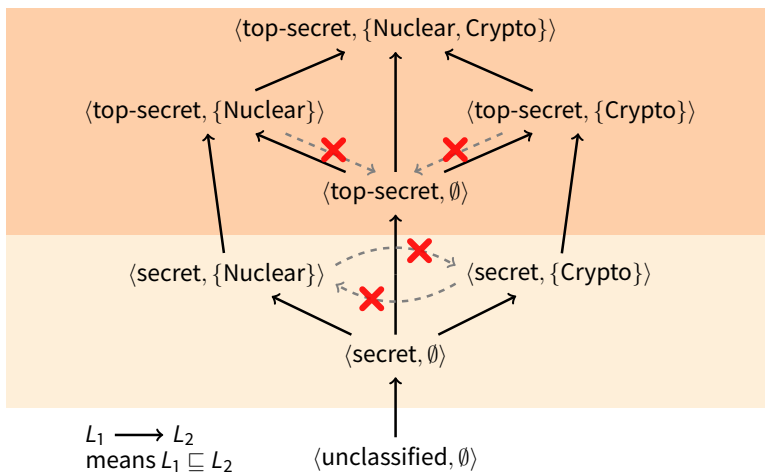 ⟨top-secret, {Nuclear, Crypto}⟩
⟨top-secret, {Nuclear}⟩
⟨top-secret, {Crypto}⟩
⟨top-secret, ∅⟩
⟨secret, {Nuclear}⟩
⟨secret, {Crypto}⟩
⟨secret, ∅⟩
L₁ ⟶ L₂
means L₁ ⊑ L₂
⟨unclassified, ∅⟩